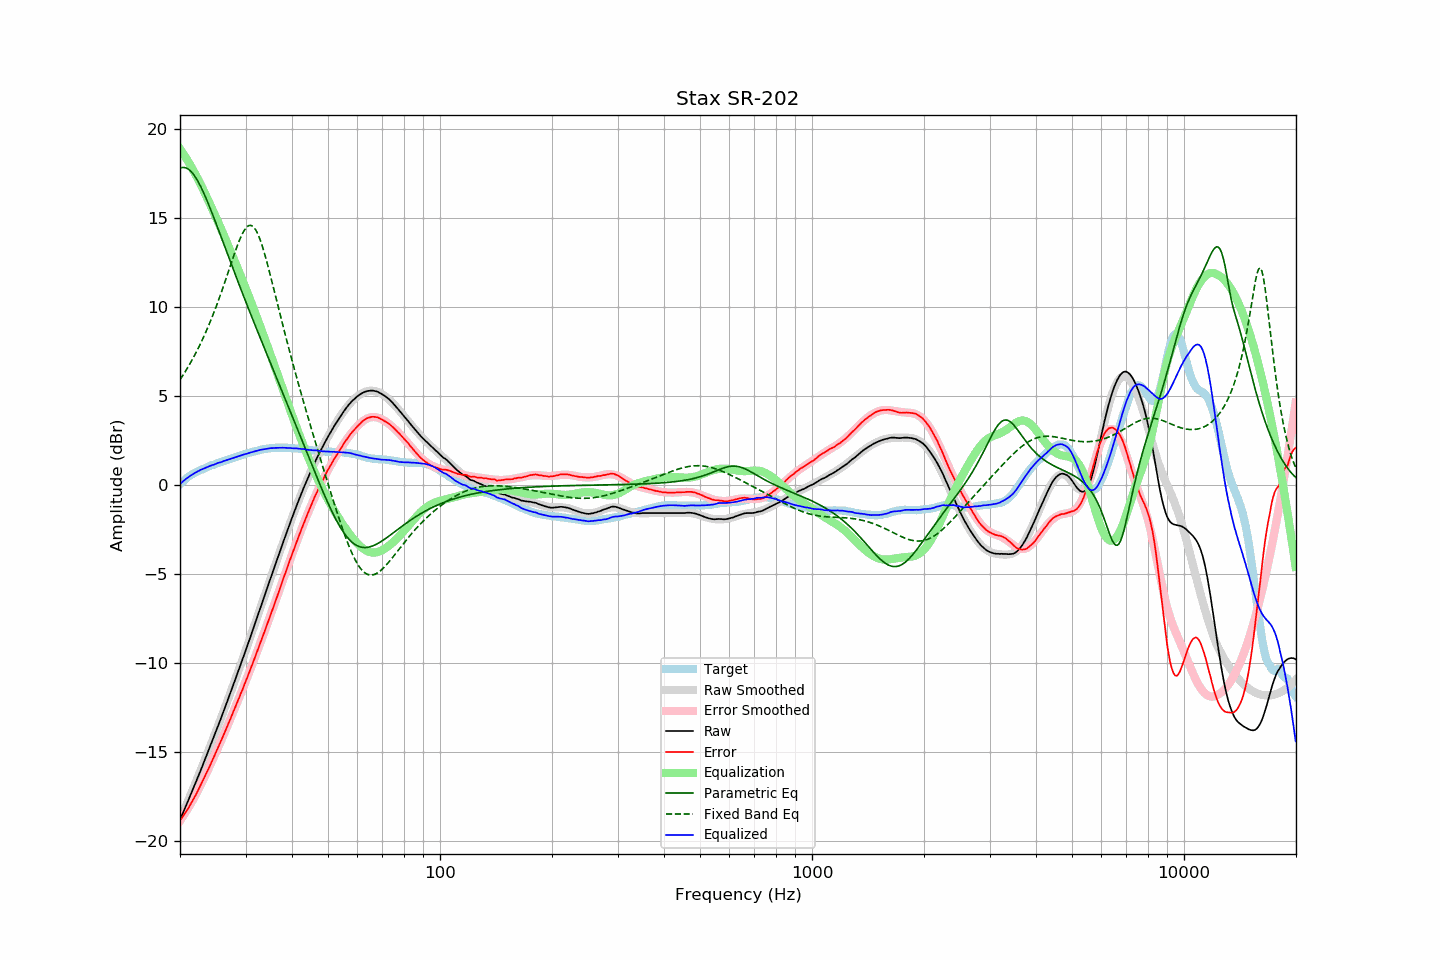 Stax SR-202
Amplitude (dBr)
20
15
10
5
0
−5
−10
−15
−20
Target
Raw Smoothed
Error Smoothed
Raw
Error
Equalization
Parametric Eq
Fixed Band Eq
Equalized
100
1000
10000
Frequency (Hz)